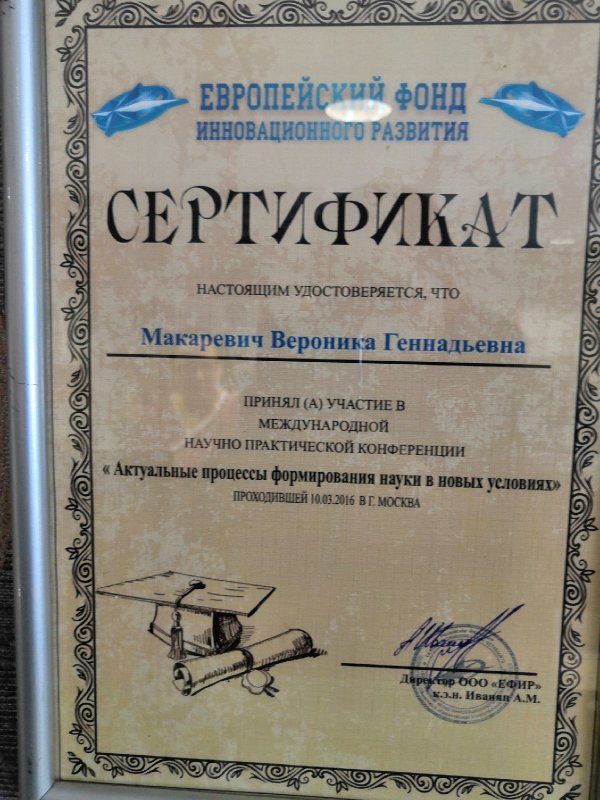 ЕВРОПЕЙСКИЙ ФОНД
ИННОВАЦИОННОГО РАЗВИТИЯ
СЕРТИФИКАТ
НАСТОЯЩИМ УДОСТОВЕРЯЕТСЯ, ЧТО
Макаревич Вероника Геннадьевна
ПРИНЯЛ (А) УЧАСТИЕ В
МЕЖДУНАРОДНОЙ
НАУЧНО ПРАКТИЧЕСКОЙ КОНФЕРЕНЦИИ
« Актуальные процессы формирования науки в новых условиях»
ПРОХОДИВШЕЙ 10.03.2016 В Г. МОСКВА
Директор ООО «ЕФИР»
к.э.н. Иванян А.М.